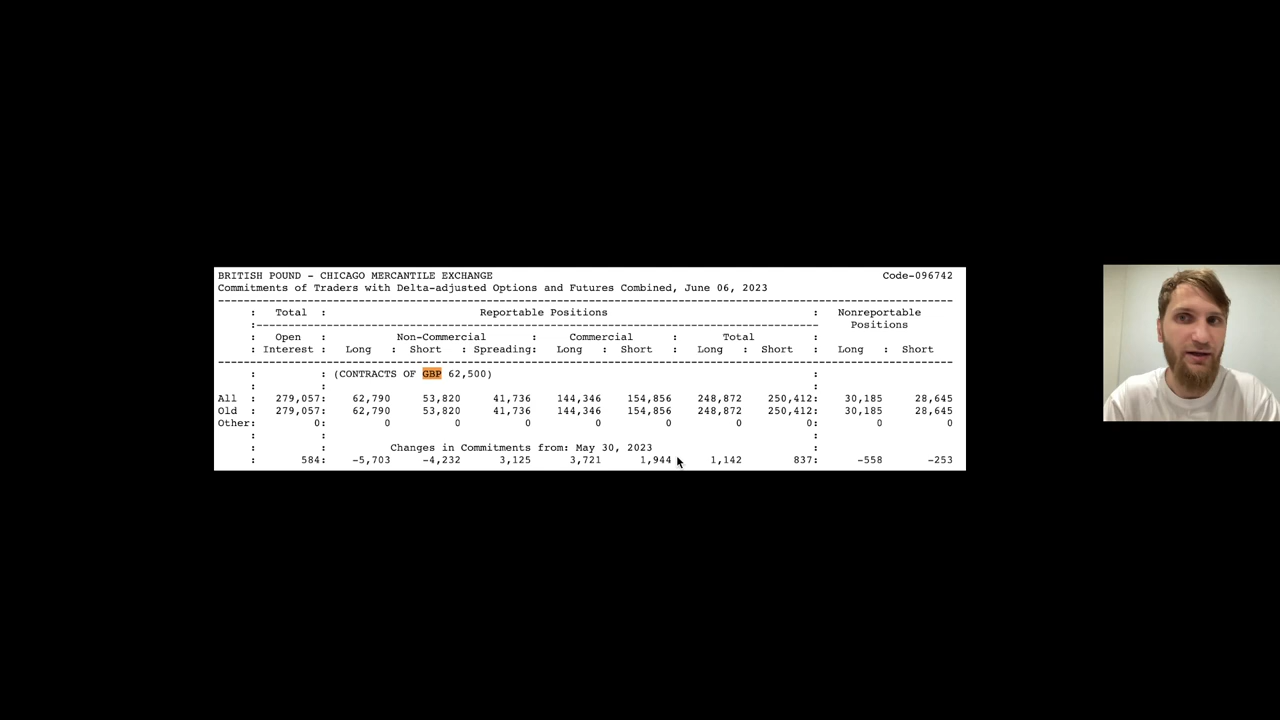 BRITISH POUND - CHICAGO MERCANTILE EXCHANGE Code-096742
Commitments of Traders with Delta-adjusted Options and Futures Combined, June 06, 2023
--------------------------------------------------------------------------------
: Total : Reportable Positions : Nonreportable
:-------------------------------------------------------------- Positions
: Open : Non-Commercial : Commercial : Total :
: Interest : Long : Short : Spreading: Long : Short : Long : Short : Long : Short
--------------------------------------------------------------------------------
: : (CONTRACTS OF GBP 62,500) :
: : :
All : 279,057: 62,790 53,820 41,736 144,346 154,856 248,872 250,412: 30,185 28,645
Old : 279,057: 62,790 53,820 41,736 144,346 154,856 248,872 250,412: 30,185 28,645
Other: 0: 0 0 0 0 0 0 0: 0 0
: : :
: : Changes in Commitments from: May 30, 2023 :
: 584: -5,703 -4,232 3,125 3,721 1,944 1,142 837: -558 -253